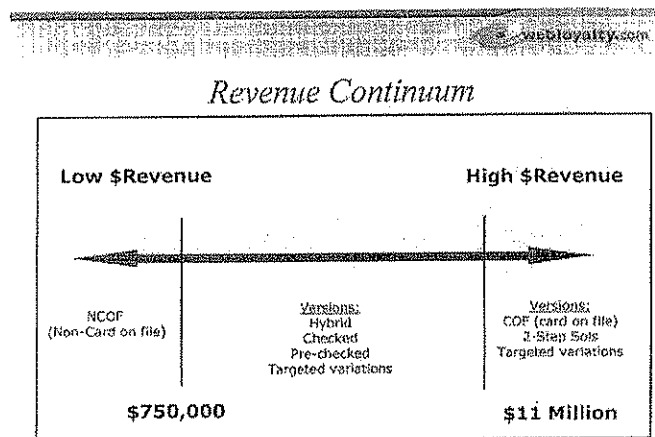 webloyalty.com
Revenue Continuum
Low $Revenue
High $Revenue
NCOF
(Non-Card on file)
Versions:
Hybrid
Checked
Pre-checked
Targeted variations
Versions:
COF (card on file)
2-Step Sols
Targeted variations
$750,000
$11 Million